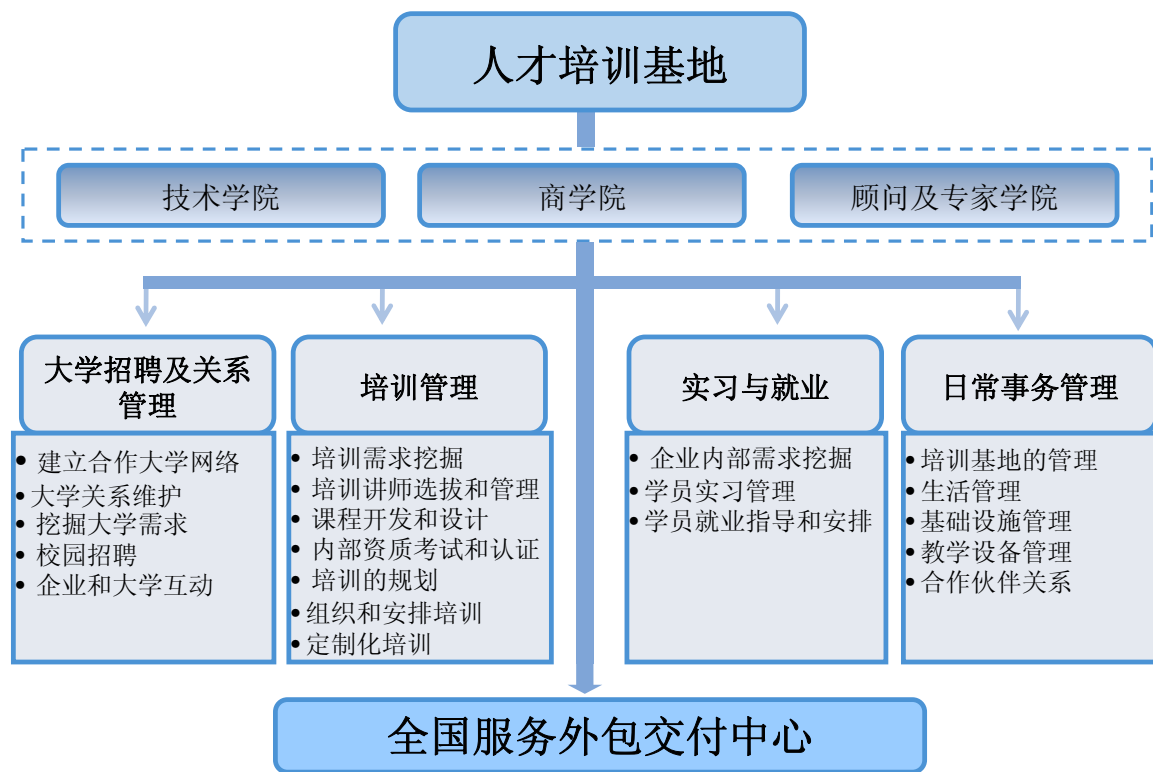 人才培训基地
技术学院
商学院
顾问及专家学院
大学招聘及关系
管理
• 建立合作大学网络
• 大学关系维护
• 挖掘大学需求
• 校园招聘
• 企业和大学互动
培训管理
• 培训需求挖掘
• 培训讲师选拔和管理
• 课程开发和设计
• 内部资质考试和认证
• 培训的规划
• 组织和安排培训
• 定制化培训
实习与就业
• 企业内部需求挖掘
• 学员实习管理
• 学员就业指导和安排
日常事务管理
• 培训基地的管理
• 生活管理
• 基础设施管理
• 教学设备管理
• 合作伙伴关系
全国服务外包交付中心